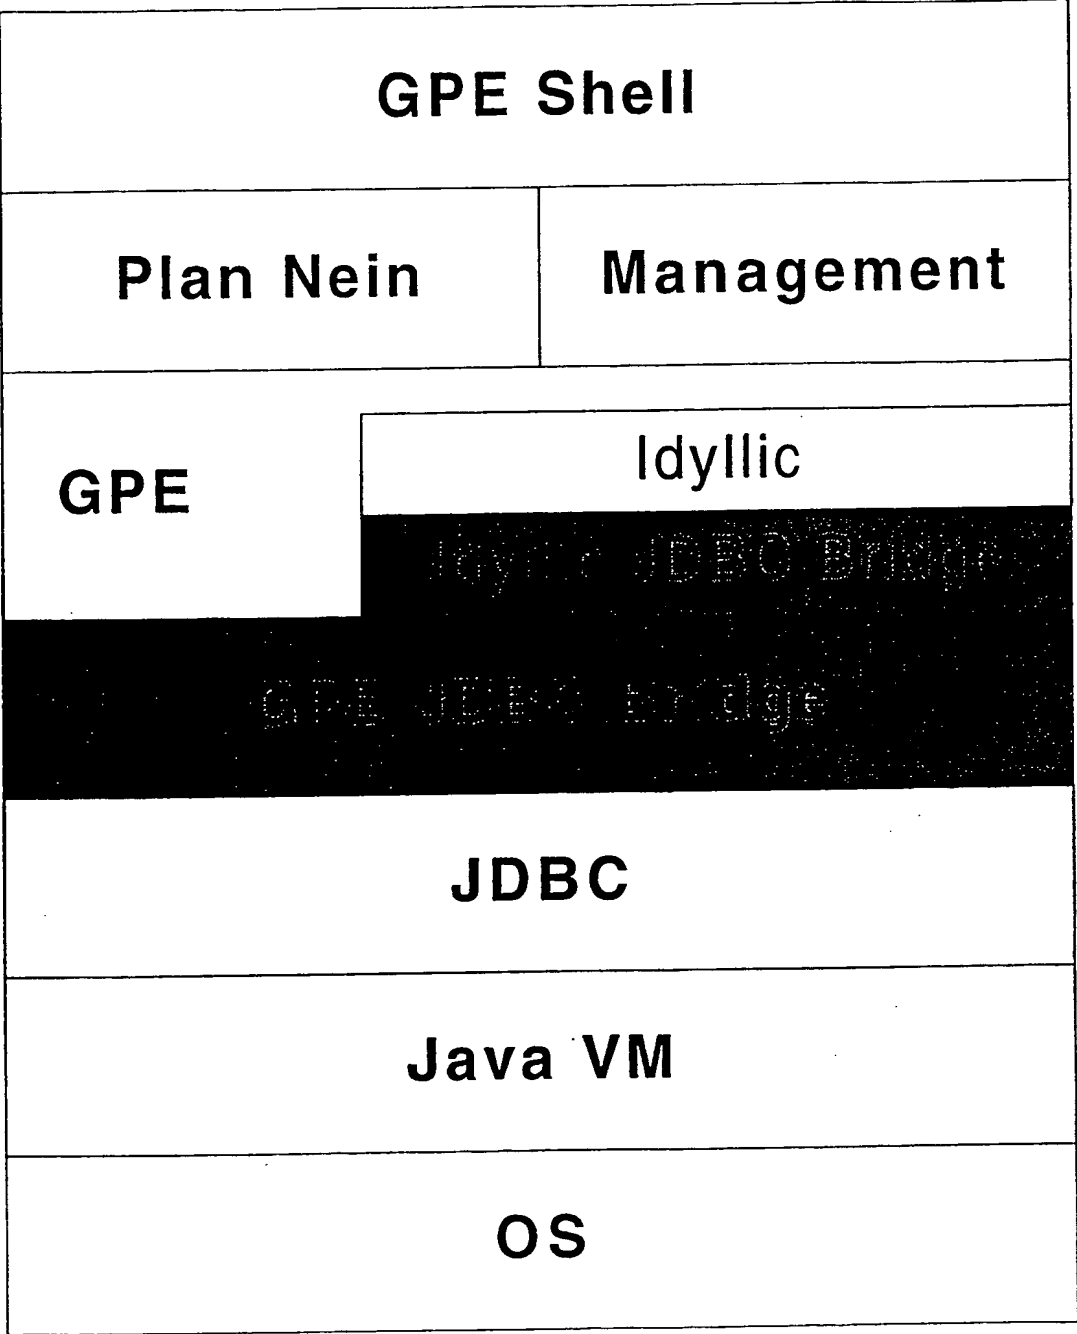 GPE Shell
Plan Nein
Management
GPE
Idyllic
Idyllic JDBC Bridge
GPE JDBC Bridge
JDBC
Java VM
OS